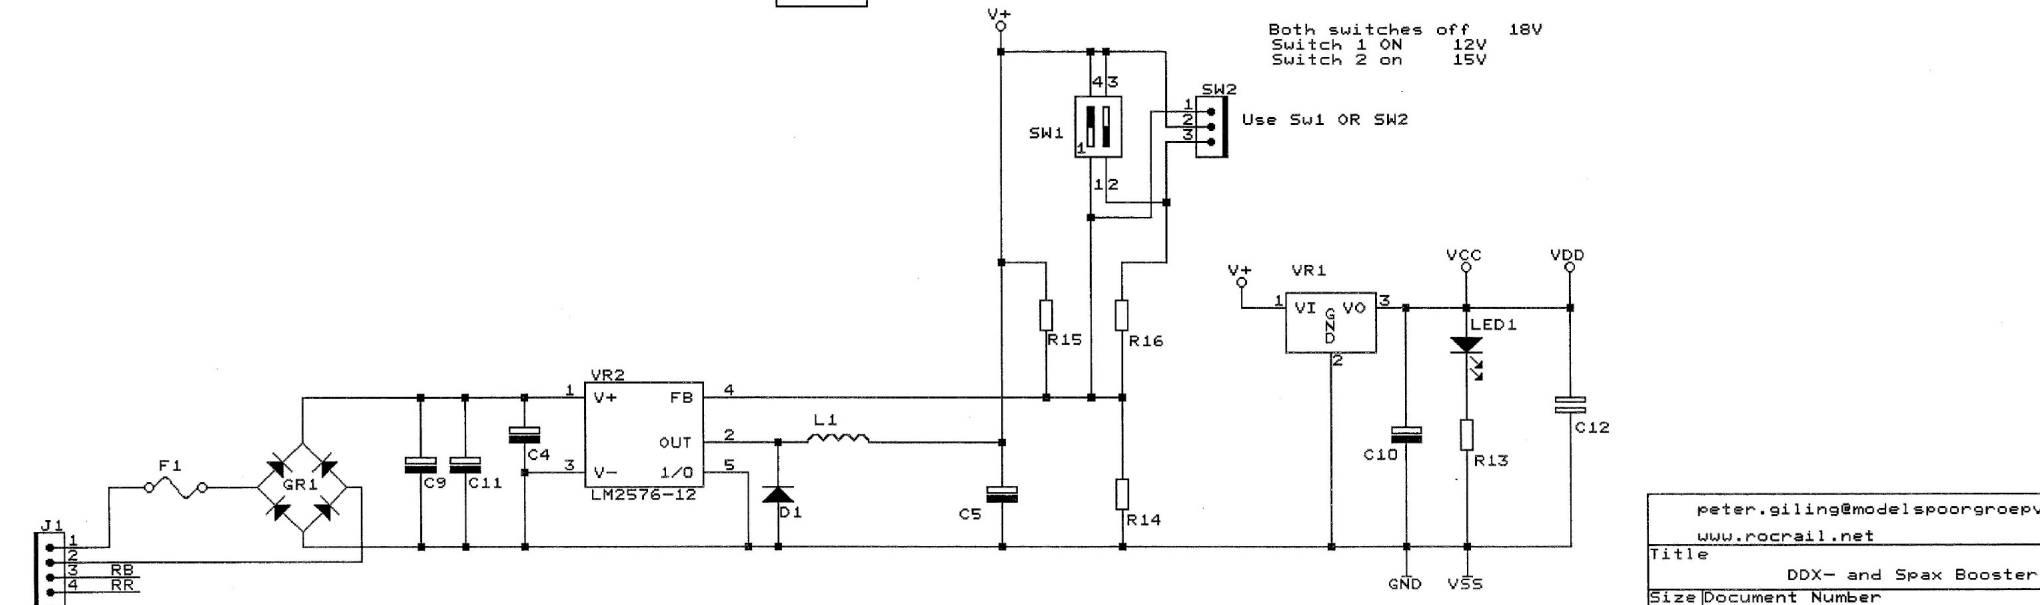 V+
Both switches off 18V
Switch 1 ON 12V
Switch 2 on 15V
4 3
SW2
1
2
3
Use Sw1 OR SW2
SW1
1
1 2
V+
VR1
VCC
VDD
1
VI
GND
VO
3
2
LED1
R15
R16
VR2
1
V+
FB
4
L1
OUT
2
3
V-
1/O
5
LM2576-12
F1
GR1
C9
C11
C4
D1
C5
R14
C10
R13
C12
J1
1
2
3
4
RB
RR
GND
VSS
peter.giling@modelspoorgroepv
www.rocrail.net
Title
DDX- and Spax Booster
Size Document Number